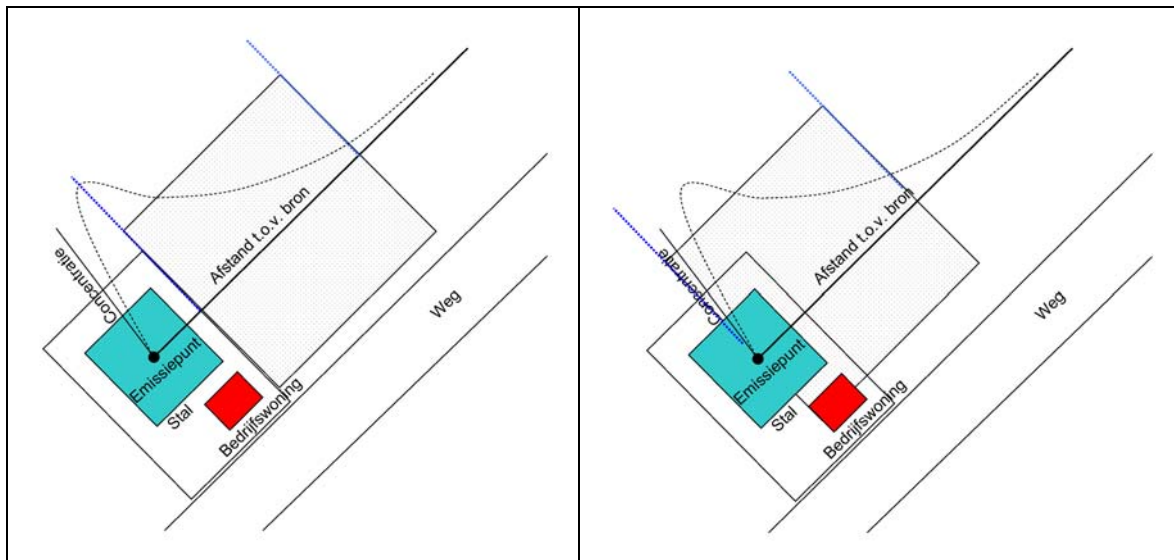 Afstand t.o.v. bron
Concentratie
Weg
Emissiepunt
Stal
Bedrijfswoning
Afstand t.o.v. bron
Concentratie
Weg
Emissiepunt
Stal
Bedrijfswoning